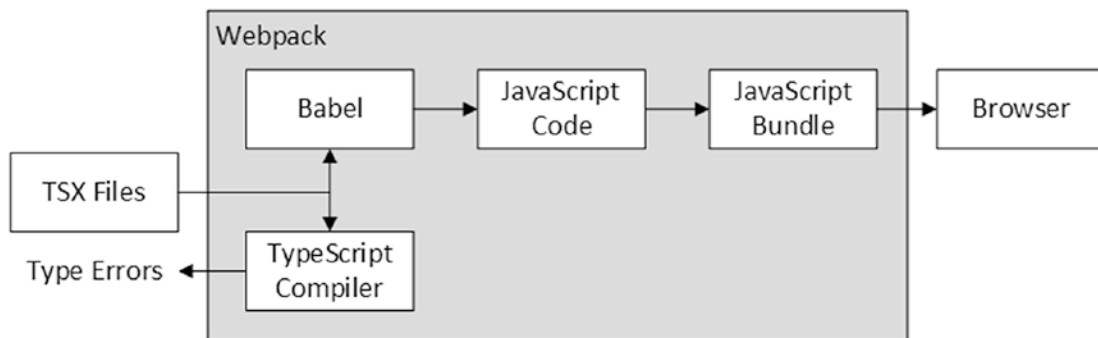 Webpack
Babel
JavaScript
Code
JavaScript
Bundle
Browser
TSX Files
TypeScript
Compiler
Type Errors